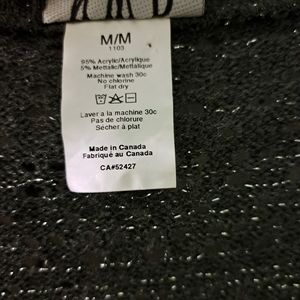 M/M
1103
95% Acrylic/Acrylique
5% Metallic/Metallique
Machine wash 30c
No chlorine
Flat dry
Laver a la machine 30c
Pas de chlorure
Sécher à plat
Made in Canada
Fabriqué au Canada
CA#52427